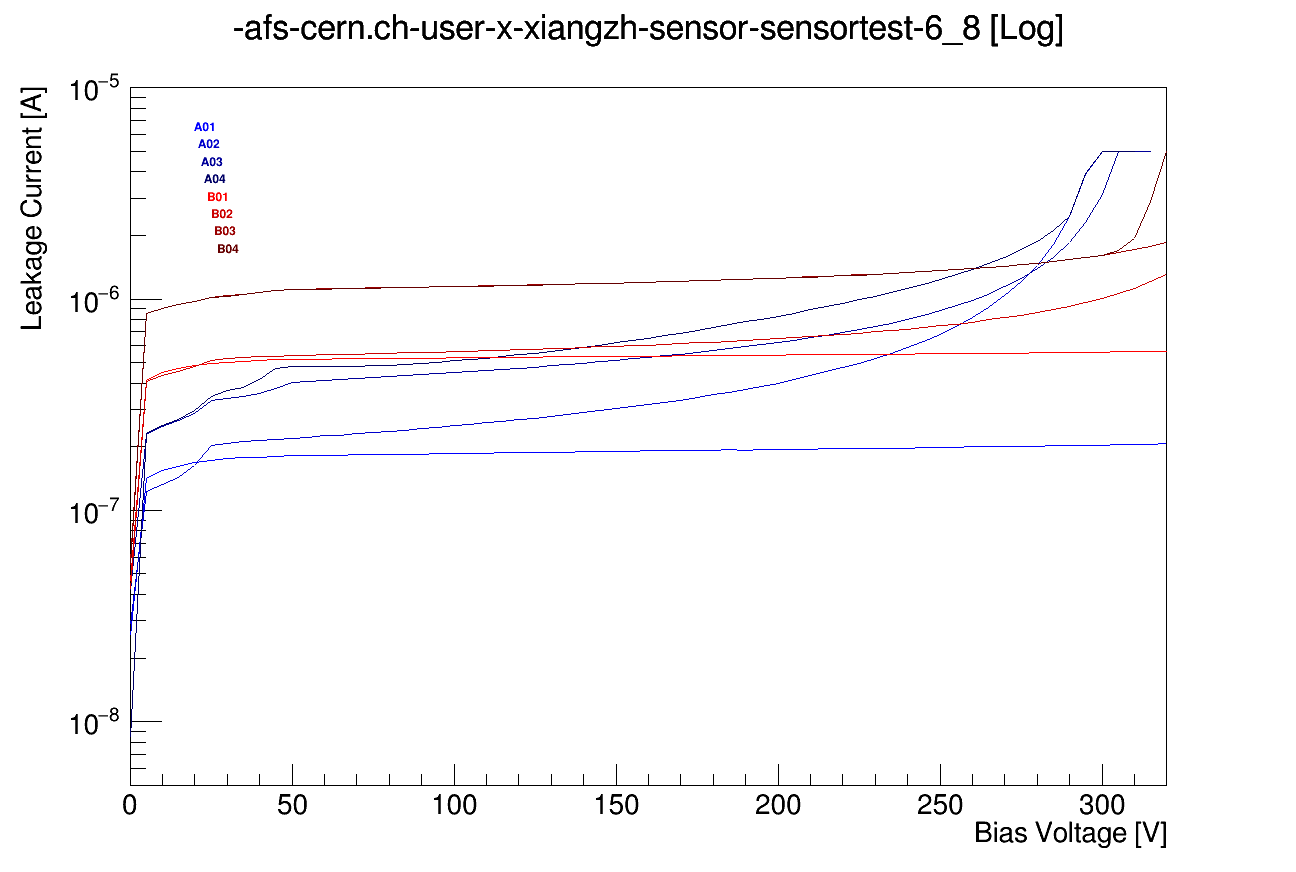 -afs-cern.ch-user-x-xiangzh-sensor-sensortest-6_8 [Log]
Leakage Current [A]
10⁻⁵
A01
A02
A03
A04
B01
B02
B03
B04
10⁻⁶
10⁻⁷
10⁻⁸
0 50 100 150 200 250 300
Bias Voltage [V]